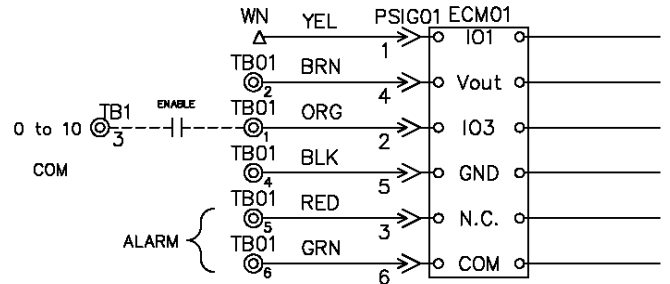 WN YEL PSIG01 ECM01
1 IO1
TB01 BRN
2 4 Vout
TB1 ENABLE TB01 ORG
0 to 10 3 1 2 IO3
COM TB01 BLK
4 5 GND
TB01 RED
5 3 N.C.
ALARM TB01 GRN
6 6 COM